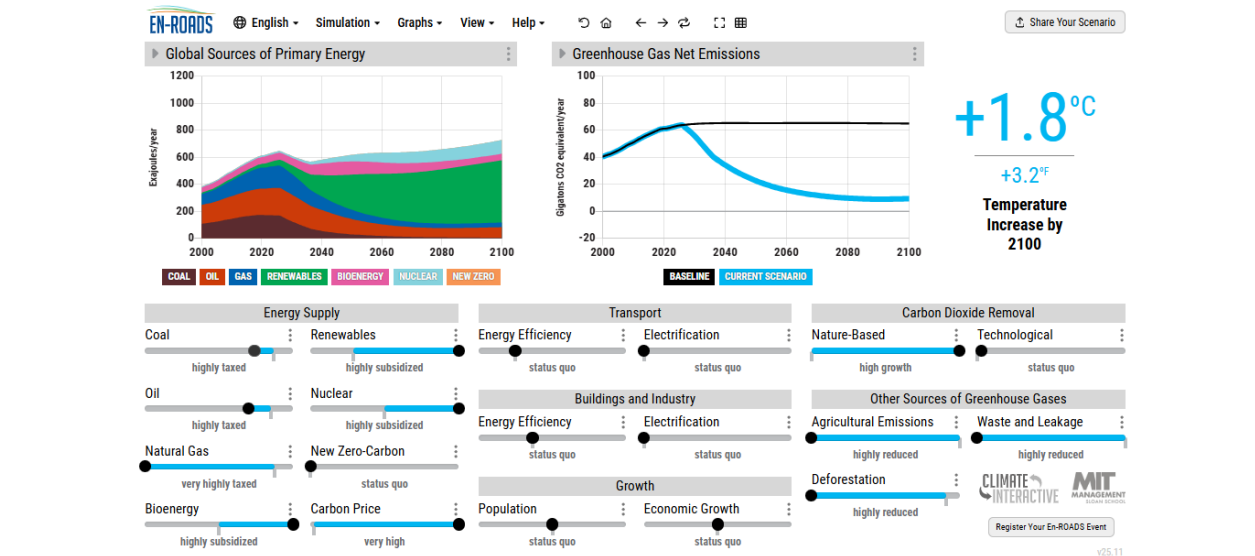 EN-ROADS
English
Simulation
Graphs
View
Help
Share Your Scenario
Global Sources of Primary Energy
1200
1000
800
600
400
200
0
Exajoules/year
2000 2020 2040 2060 2080 2100
COAL OIL GAS RENEWABLES BIOENERGY NUCLEAR NEW ZERO
Greenhouse Gas Net Emissions
100
80
60
40
20
0
-20
Gigatons CO2 equivalent/year
2000 2020 2040 2060 2080 2100
BASELINE CURRENT SCENARIO
+1.8°C
+3.2°F
Temperature
Increase by
2100
Energy Supply
Coal
highly taxed
Renewables
highly subsidized
Oil
highly taxed
Nuclear
highly subsidized
Natural Gas
very highly taxed
New Zero-Carbon
status quo
Bioenergy
highly subsidized
Carbon Price
very high
Transport
Energy Efficiency
status quo
Electrification
status quo
Buildings and Industry
Energy Efficiency
status quo
Electrification
status quo
Growth
Population
status quo
Economic Growth
status quo
Carbon Dioxide Removal
Nature-Based
high growth
Technological
status quo
Other Sources of Greenhouse Gases
Agricultural Emissions
highly reduced
Waste and Leakage
highly reduced
Deforestation
highly reduced
CLIMATE
INTERACTIVE
MIT
MANAGEMENT
SLOAN SCHOOL
Register Your En-ROADS Event
v25.11